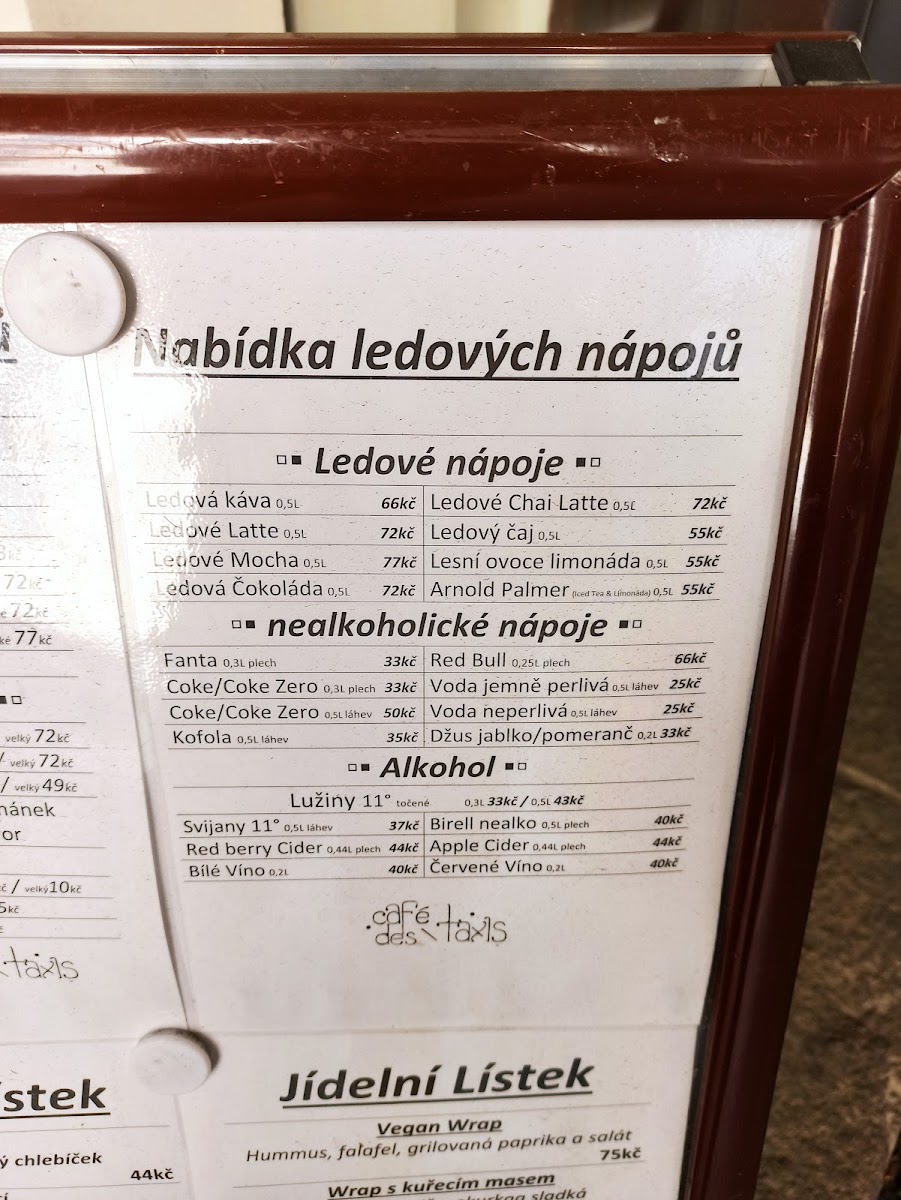 Nabídka ledových nápojů
Ledové nápoje
Ledová káva 0,5L 66kč Ledové Chai Latte 0,5L 72kč
Ledové Latte 0,5L 72kč Ledový čaj 0,5L 55kč
Ledové Mocha 0,5L 77kč Lesní ovoce limonáda 0,5L 55kč
Ledová Čokoláda 0,5L 72kč Arnold Palmer (Iced Tea & Limonáda) 0,5L 55kč
nealkoholické nápoje
Fanta 0,3L plech 33kč Red Bull 0,25L plech 66kč
Coke/Coke Zero 0,3L plech 33kč Voda jemně perlivá 0,5L láhev 25kč
Coke/Coke Zero 0,5L láhev 50kč Voda neperlivá 0,5L láhev 25kč
Kofola 0,5L láhev 35kč Džus jablko/pomeranč 0,2L 33kč
Alkohol
Lužiny 11° točené 0,3L 33kč / 0,5L 43kč
Svijany 11° 0,5L láhev 37kč Birell nealko 0,5L plech 40kč
Red berry Cider 0,44L plech 44kč Apple Cider 0,44L plech 44kč
Bílé Víno 0,2L 40kč Červené Víno 0,2L 40kč
café des taxis
72kč
72kč
77kč
velký 72kč
/ velký 72kč
/ velký 49kč
/ velký 10kč
taxis
ístek
ý chlebíček
44kč
Jídelní Lístek
Vegan Wrap
Hummus, falafel, grilovaná paprika a salát
75kč
Wrap s kuřecím masem
okurka sladká